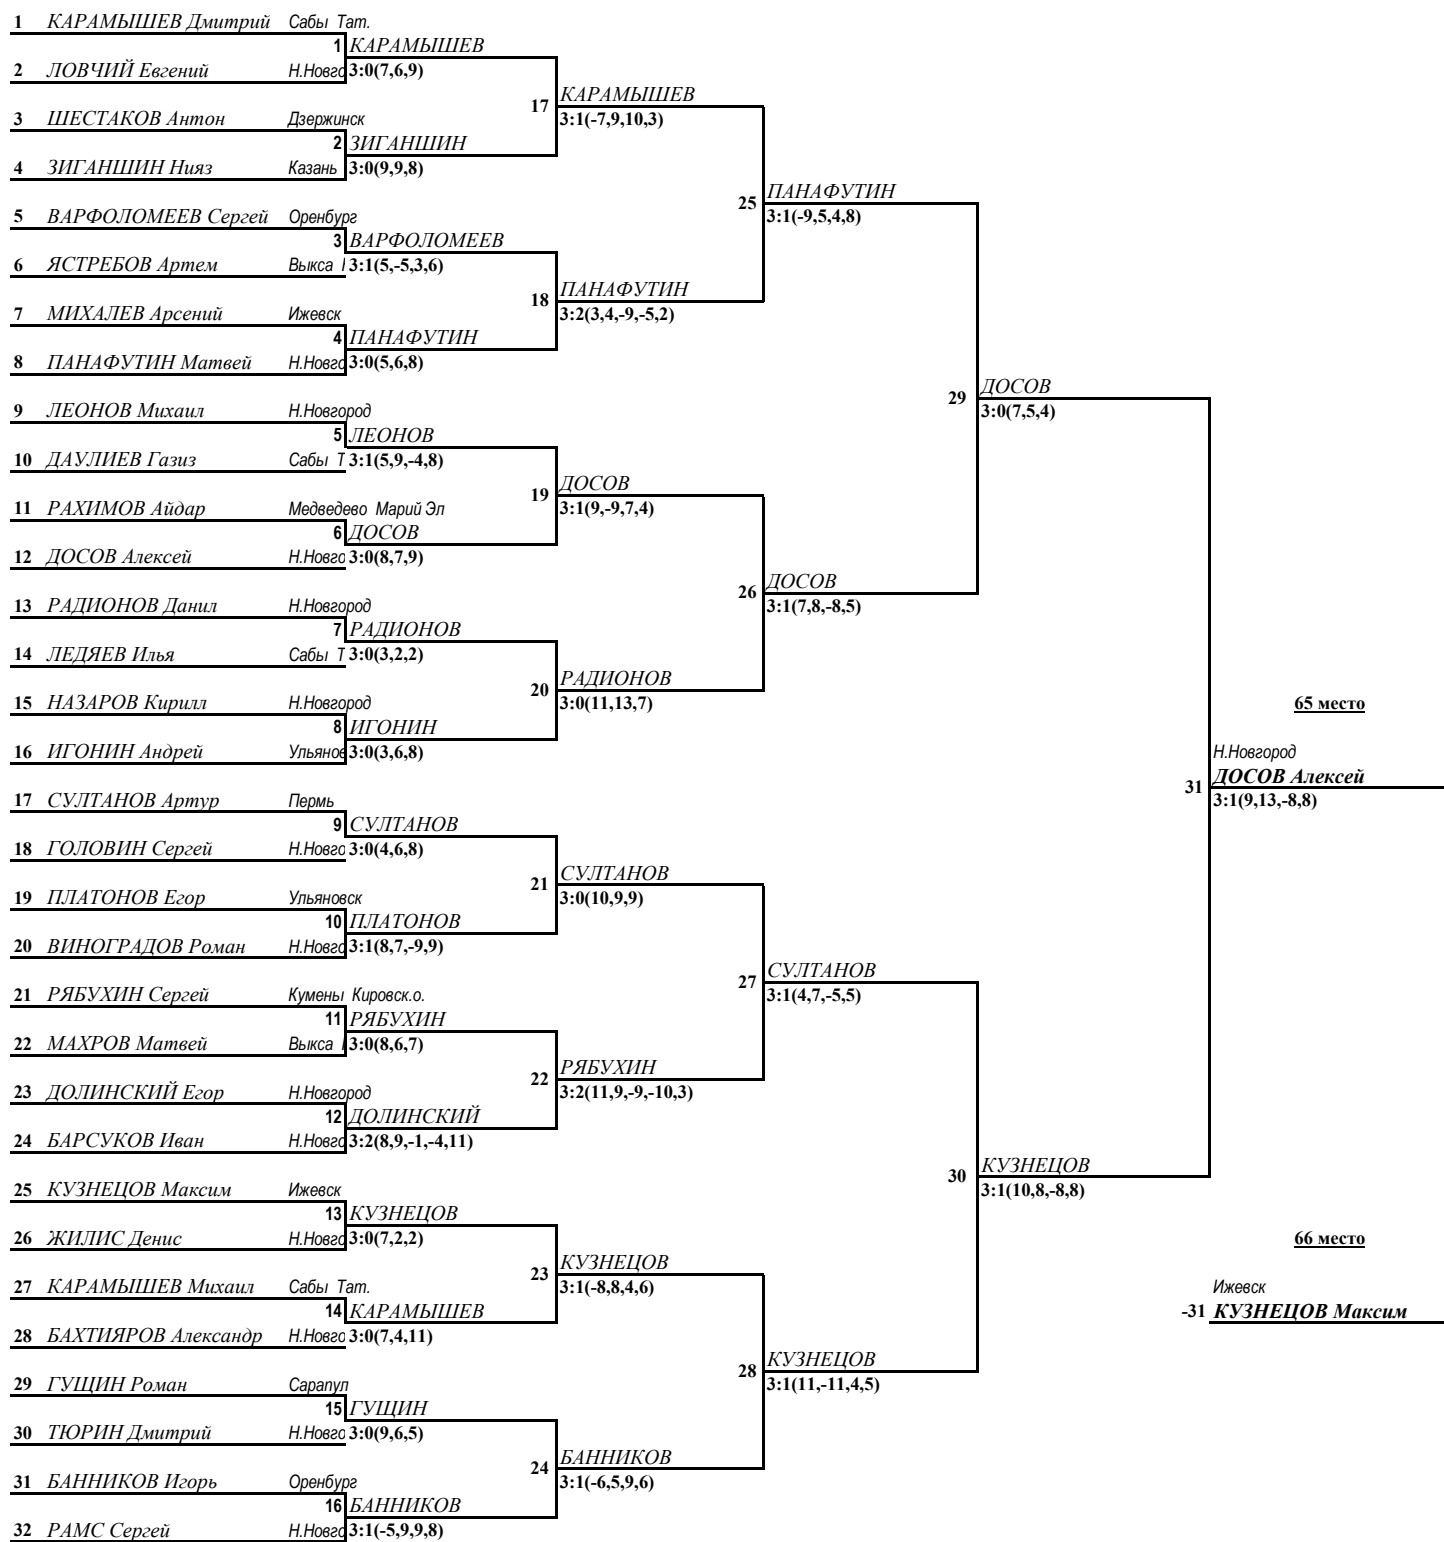 1 КАРАМЫШЕВ Дмитрий Сабы Тат.
1 КАРАМЫШЕВ
2 ЛОВЧИЙ Евгений Н.Новго 3:0(7,6,9)
17 КАРАМЫШЕВ
3 ШЕСТАКОВ Антон Дзержинск 3:1(-7,9,10,3)
2 ЗИГАНШИН
4 ЗИГАНШИН Нияз Казань 3:0(9,9,8)
25 ПАНАФУТИН
5 ВАРФОЛОМЕЕВ Сергей Оренбург 3:1(-9,5,4,8)
3 ВАРФОЛОМЕЕВ
6 ЯСТРЕБОВ Артем Выкса 3:1(5,-5,3,6)
18 ПАНАФУТИН
7 МИХАЛЕВ Арсений Ижевск 3:2(3,4,-9,-5,2)
4 ПАНАФУТИН
8 ПАНАФУТИН Матвей Н.Новго 3:0(5,6,8)
29 ДОСОВ
9 ЛЕОНОВ Михаил Н.Новгород 3:0(7,5,4)
5 ЛЕОНОВ
10 ДАУЛИЕВ Газиз Сабы Т 3:1(5,9,-4,8)
19 ДОСОВ
11 РАХИМОВ Айдар Медведево Марий Эл 3:1(9,-9,7,4)
6 ДОСОВ
12 ДОСОВ Алексей Н.Новго 3:0(8,7,9)
26 ДОСОВ
13 РАДИОНОВ Данил Н.Новгород 3:1(7,8,-8,5)
7 РАДИОНОВ
14 ЛЕДЯЕВ Илья Сабы Т 3:0(3,2,2)
20 РАДИОНОВ
15 НАЗАРОВ Кирилл Н.Новгород 3:0(11,13,7) 65 место
8 ИГОНИН
16 ИГОНИН Андрей Ульянов 3:0(3,6,8) Н.Новгород
31 ДОСОВ Алексей
17 СУЛТАНОВ Артур Пермь 3:1(9,13,-8,8)
9 СУЛТАНОВ
18 ГОЛОВИН Сергей Н.Новго 3:0(4,6,8)
21 СУЛТАНОВ
19 ПЛАТОНОВ Егор Ульяновск 3:0(10,9,9)
10 ПЛАТОНОВ
20 ВИНОГРАДОВ Роман Н.Новго 3:1(8,7,-9,9)
27 СУЛТАНОВ
21 РЯБУХИН Сергей Кумены Кировск.о. 3:1(4,7,-5,5)
11 РЯБУХИН
22 МАХРОВ Матвей Выкса 3:0(8,6,7)
22 РЯБУХИН
23 ДОЛИНСКИЙ Егор Н.Новгород 3:2(11,9,-9,-10,3)
12 ДОЛИНСКИЙ
24 БАРСУКОВ Иван Н.Новго 3:2(8,9,-1,-4,11)
30 КУЗНЕЦОВ
25 КУЗНЕЦОВ Максим Ижевск 3:1(10,8,-8,8)
13 КУЗНЕЦОВ
26 ЖИЛИС Денис Н.Новго 3:0(7,2,2) 66 место
23 КУЗНЕЦОВ
27 КАРАМЫШЕВ Михаил Сабы Тат. 3:1(-8,8,4,6) Ижевск
14 КАРАМЫШЕВ -31 КУЗНЕЦОВ Максим
28 БАХТИЯРОВ Александр Н.Новго 3:0(7,4,11)
28 КУЗНЕЦОВ
29 ГУЩИН Роман Сарапул 3:1(11,-11,4,5)
15 ГУЩИН
30 ТЮРИН Дмитрий Н.Новго 3:0(9,6,5)
24 БАННИКОВ
31 БАННИКОВ Игорь Оренбург 3:1(-6,5,9,6)
16 БАННИКОВ
32 РАМС Сергей Н.Новго 3:1(-5,9,9,8)